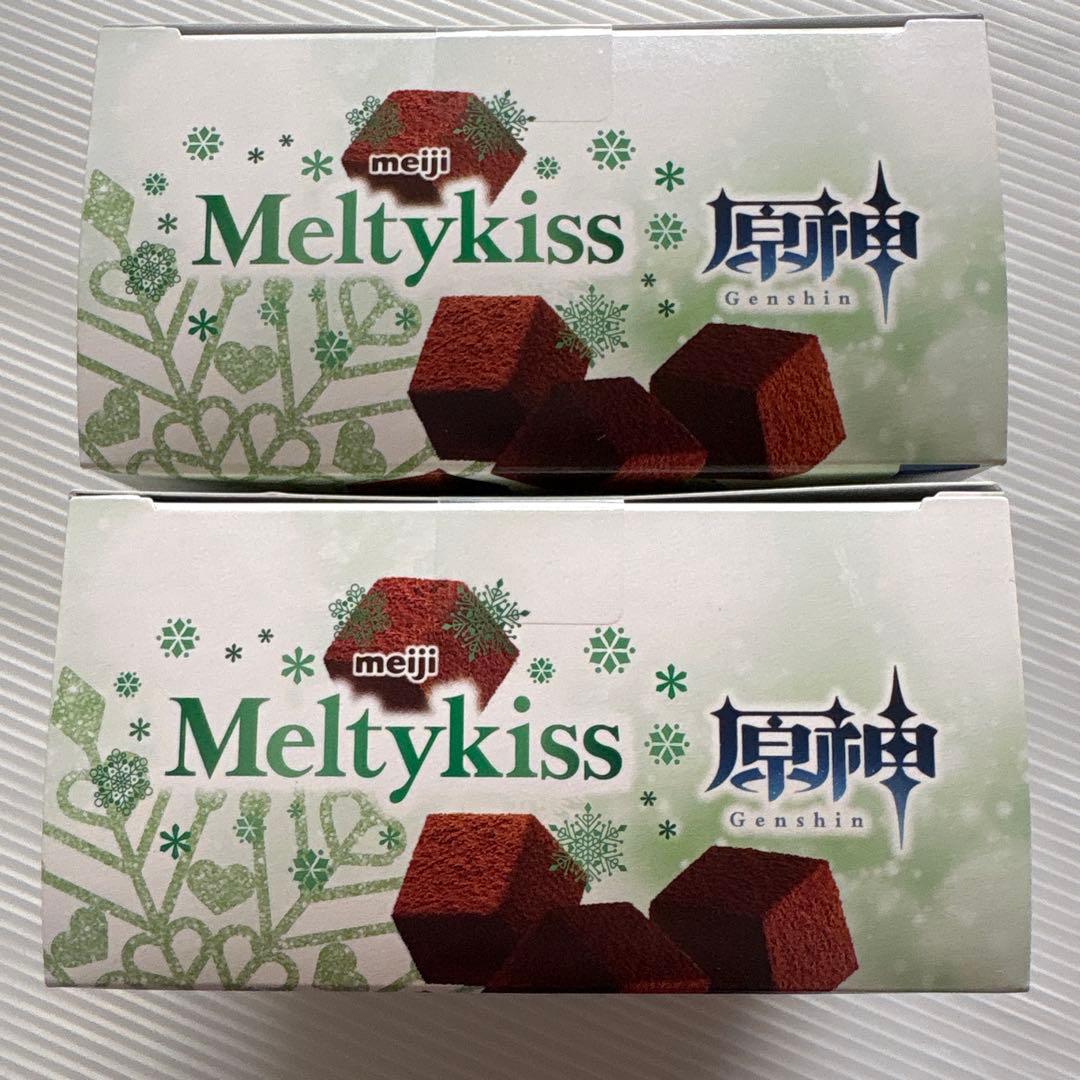 meiji
Meltykiss
原神
Genshin
meiji
Meltykiss
原神
Genshin